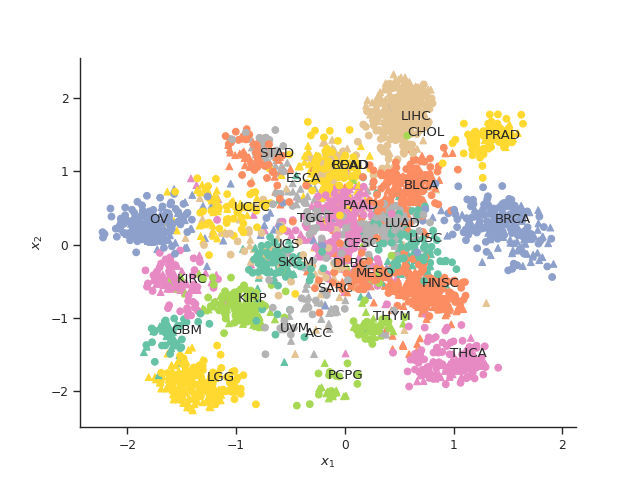 x2
2
1
0
−1
−2
LIHC
CHOL
PRAD
STAD
READ
ESCA
BLCA
UCEC
PAAD
OV
TGCT
LUAD
BRCA
UCS
CESC
LUSC
SKCM
DLBC
MESO
KIRC
SARC
HNSC
KIRP
THYM
GBM
UVM
ACC
THCA
LGG
PCPG
−2
−1
0
1
2
x1